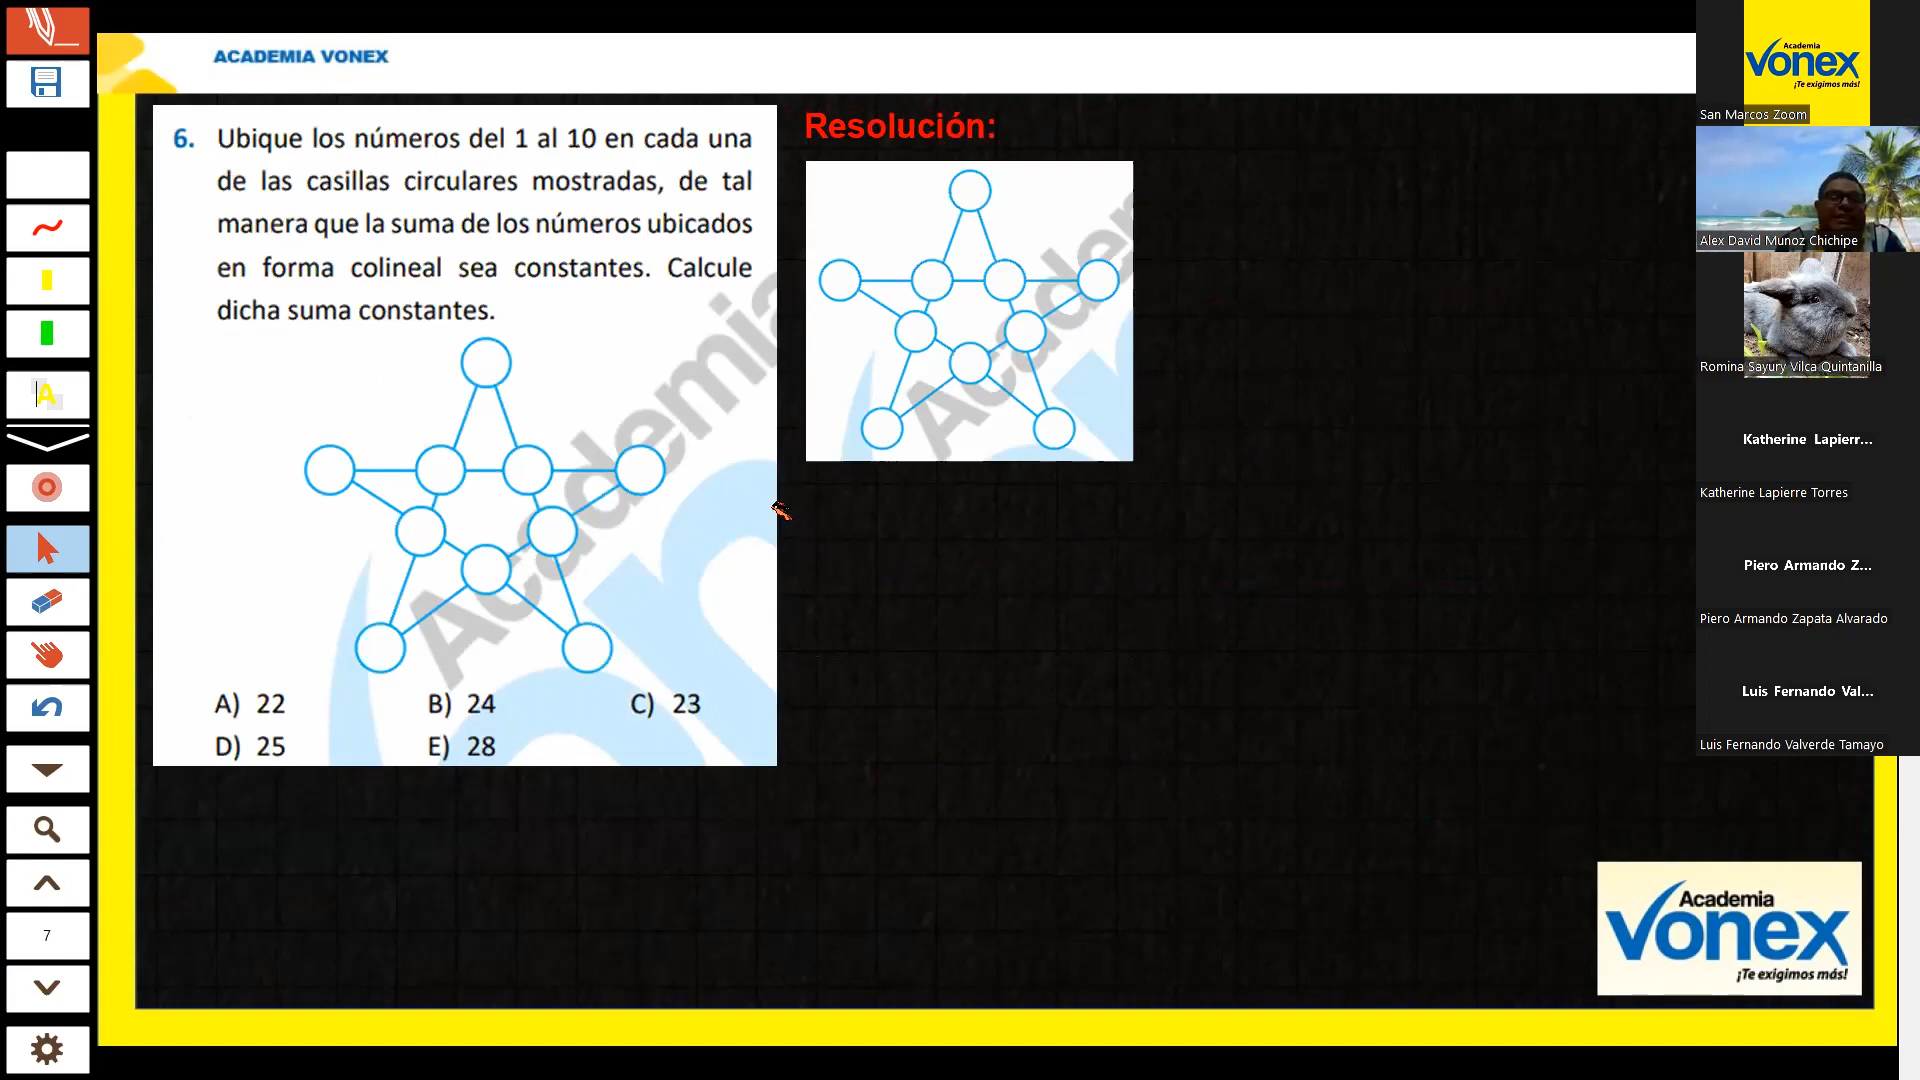 ACADEMIA VONEX
6. Ubique los números del 1 al 10 en cada una
de las casillas circulares mostradas, de tal
manera que la suma de los números ubicados
en forma colineal sea constantes. Calcule
dicha suma constantes.
Academia
A) 22 B) 24 C) 23
D) 25 E) 28
Resolución:
Academ
Academia
Vonex
¡Te exigimos más!
San Marcos Zoom
Alex David Munoz Chichipe
Romina Sayury Vilca Quintanilla
Katherine Lapierr...
Katherine Lapierre Torres
Piero Armando Z...
Piero Armando Zapata Alvarado
Luis Fernando Val...
Luis Fernando Valverde Tamayo
A
7
Academia
Vonex
¡Te exigimos más!